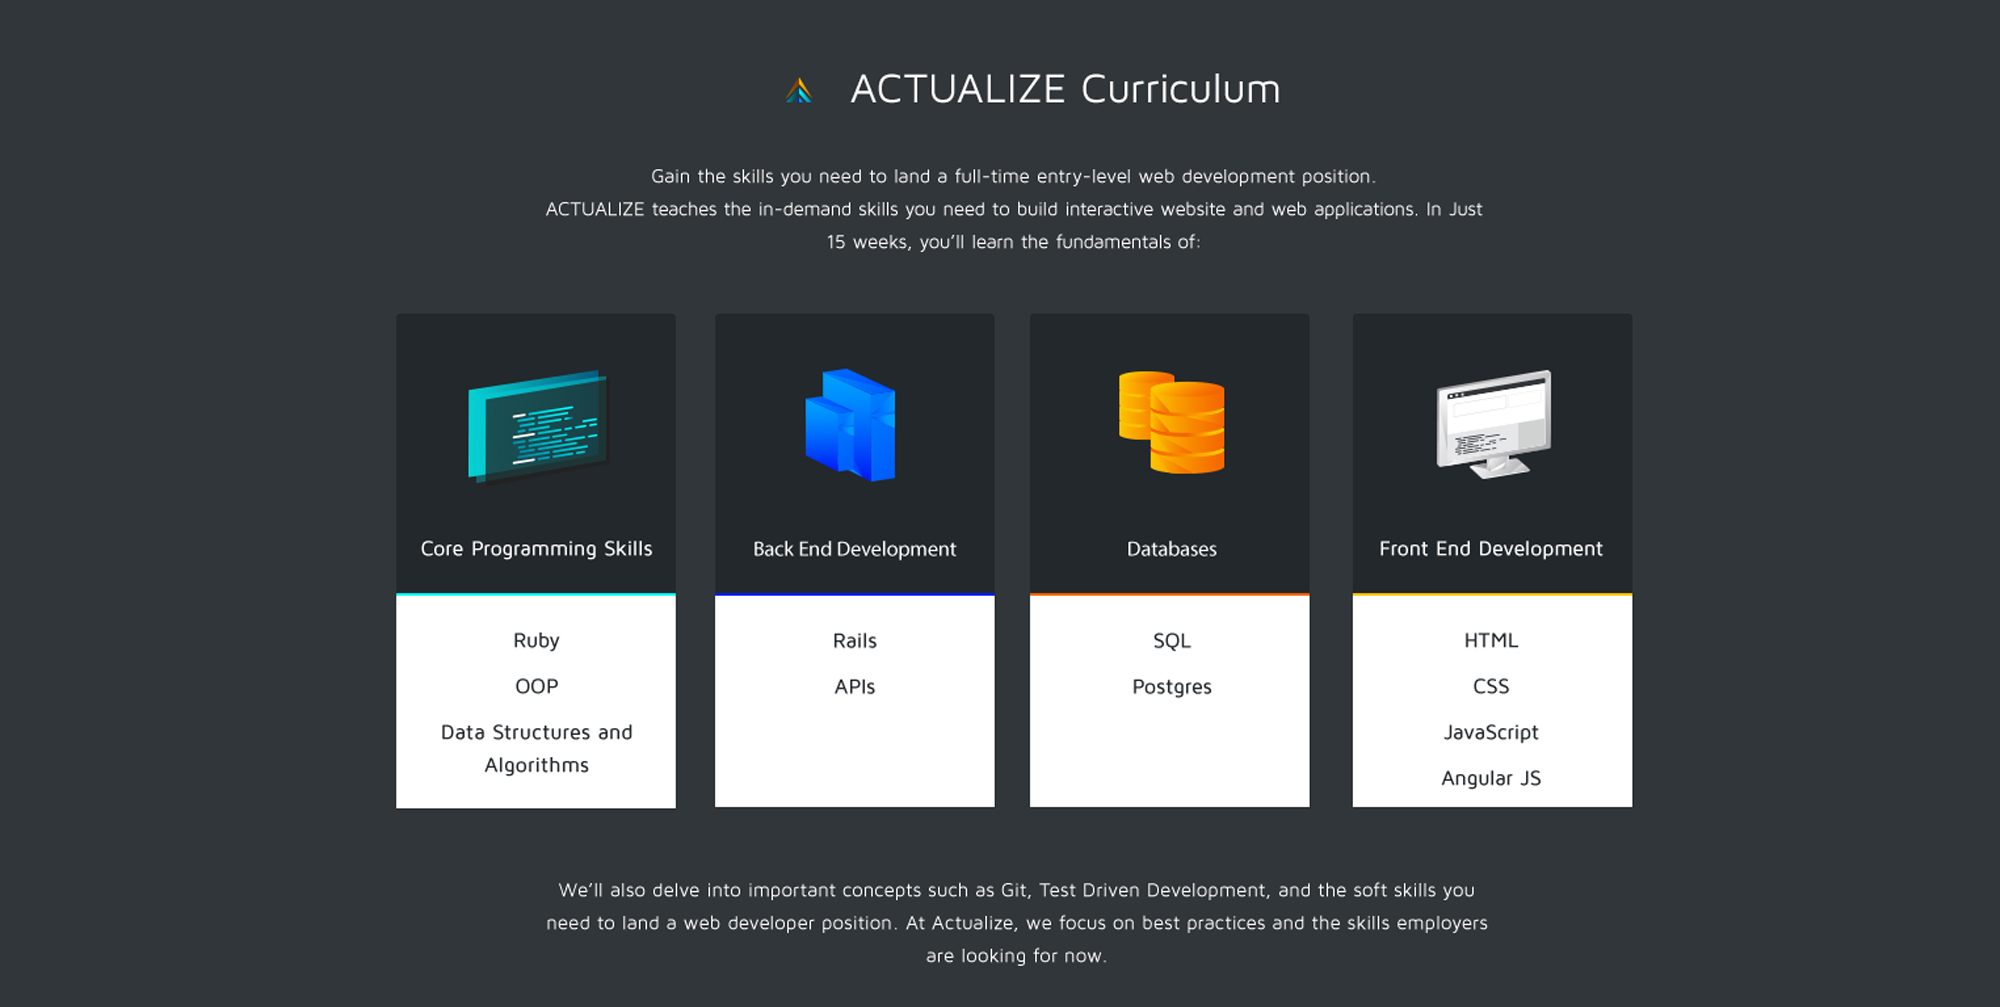 ACTUALIZE Curriculum
Gain the skills you need to land a full-time entry-level web development position.
ACTUALIZE teaches the in-demand skills you need to build interactive website and web applications. In Just
15 weeks, you'll learn the fundamentals of:
Core Programming Skills
Ruby
OOP
Data Structures and
Algorithms
Back End Development
Rails
APIs
Databases
SQL
Postgres
Front End Development
HTML
CSS
JavaScript
Angular JS
We'll also delve into important concepts such as Git, Test Driven Development, and the soft skills you
need to land a web developer position. At Actualize, we focus on best practices and the skills employers
are looking for now.